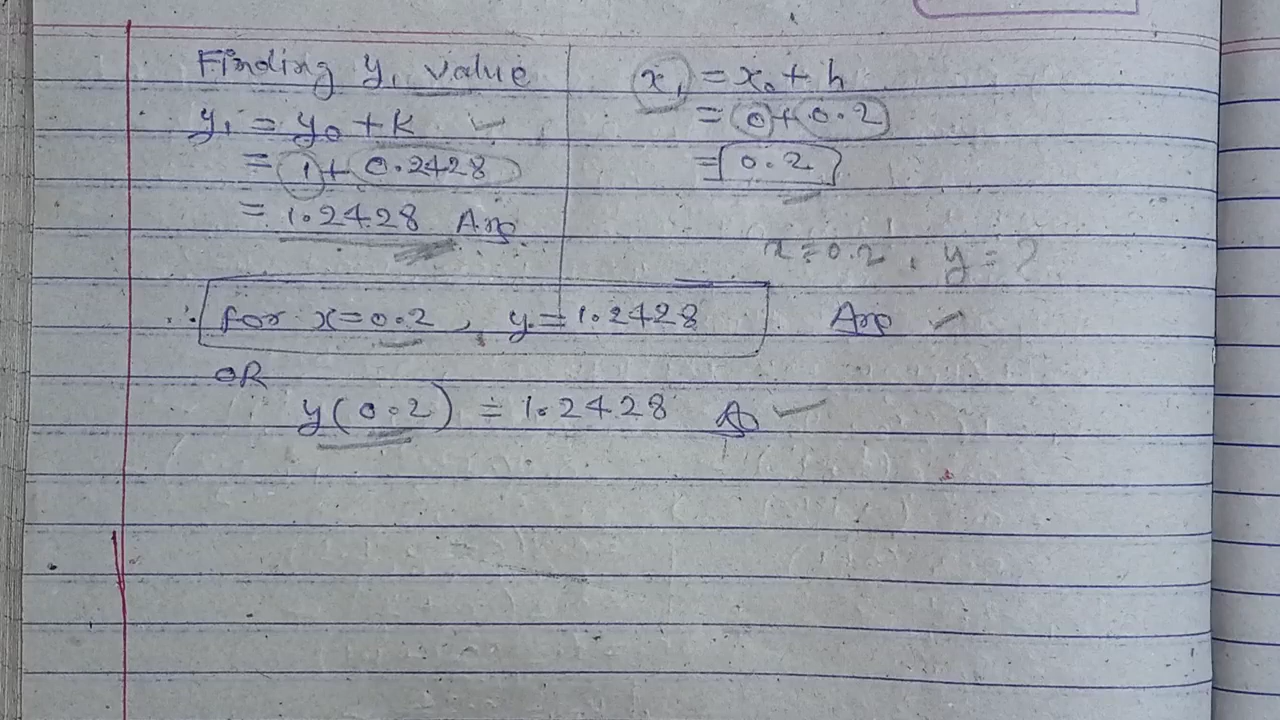 Finding y₁ value
y₁ = y₀ + k
= 1 + 0.2428
= 1.2428 Ans
x₁ = x₀ + h
= 0 + 0.2
= 0.2
x = 0.2, y = ?
∴ for x = 0.2, y = 1.2428 Ans
OR
y(0.2) = 1.2428 Ans